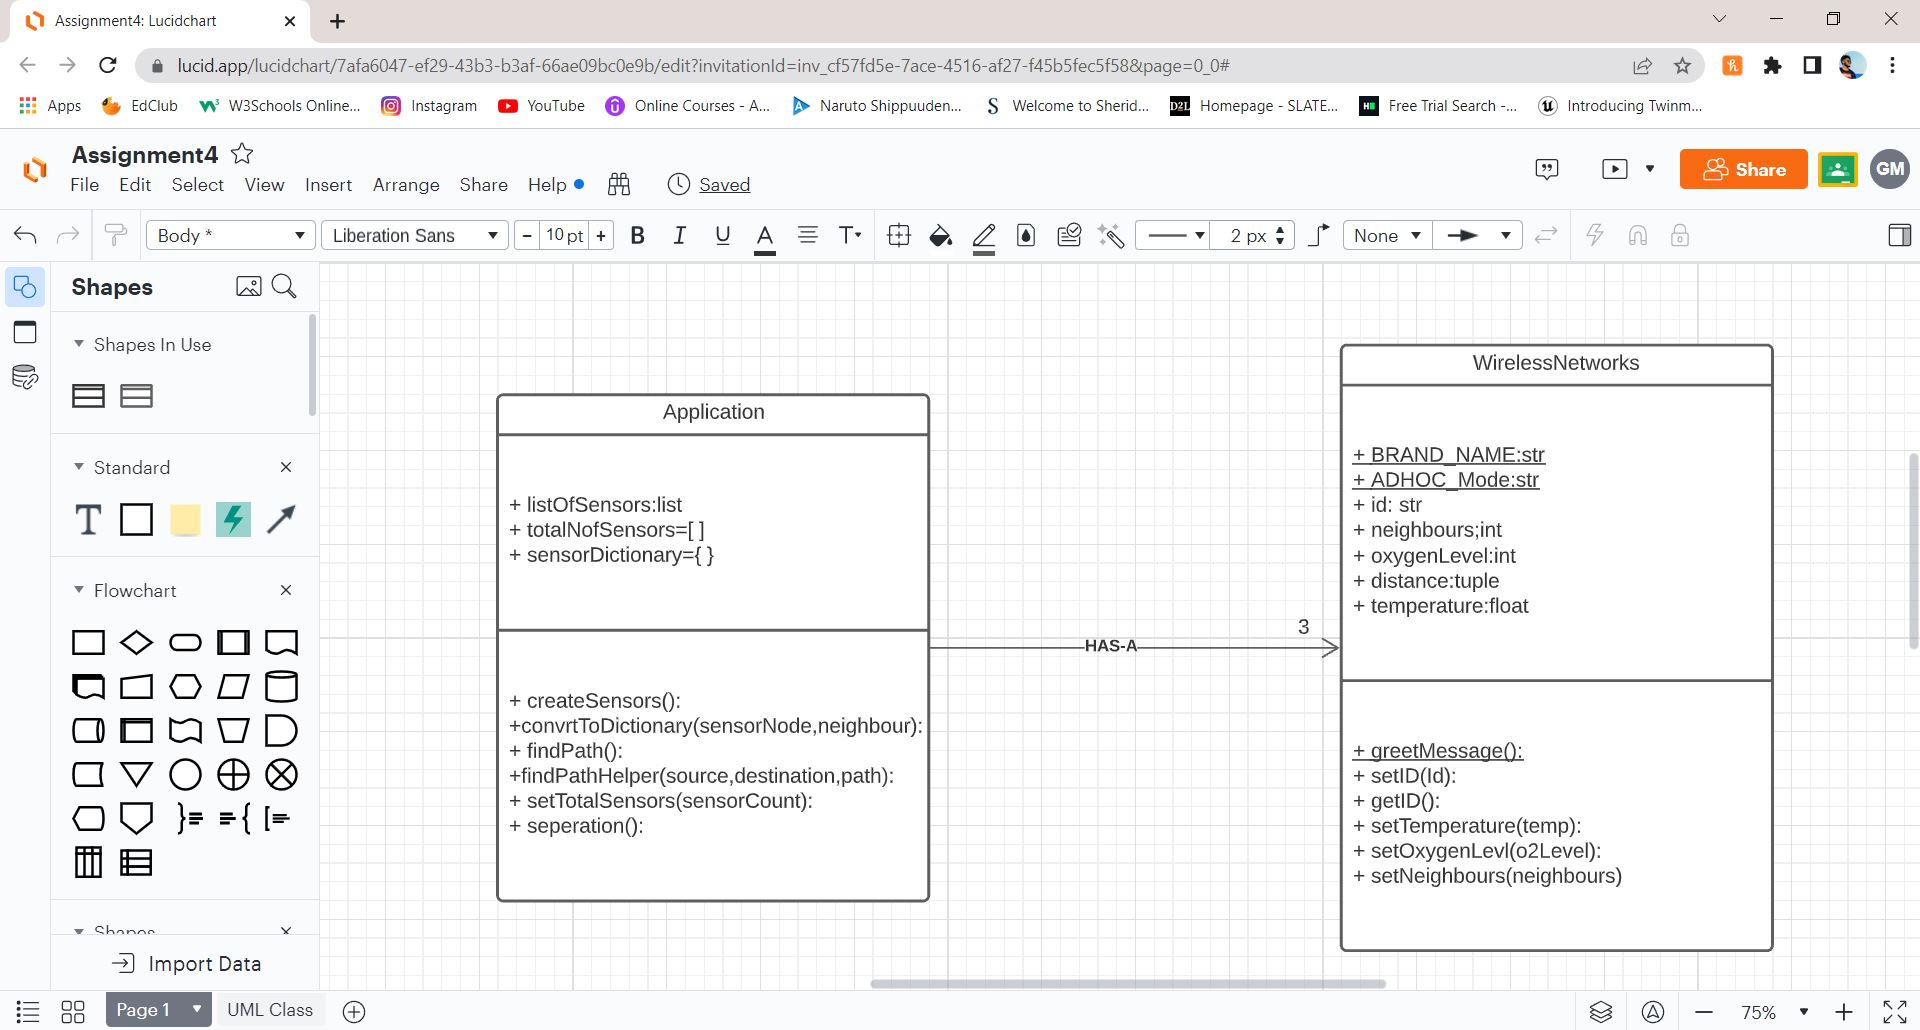 Assignment4: Lucidchart
lucid.app/lucidchart/7afa6047-ef29-43b3-b3af-66ae09bc0e9b/edit?invitationId=inv_cf57fd5e-7ace-4516-af27-f45b5fec5f58&page=0_0#
Apps EdClub W3Schools Online... Instagram YouTube Online Courses - A... Naruto Shippuuden... Welcome to Sherid... D2L Homepage - SLATE... Free Trial Search -... Introducing Twinm...
Assignment4
File Edit Select View Insert Arrange Share Help Saved
Share
GM
Body * Liberation Sans - 10 pt + B I U A T 2 px None
Shapes
Shapes In Use
Standard
T
Flowchart
Shapes
Import Data
Application
+ listOfSensors:list
+ totalNofSensors=[ ]
+ sensorDictionary={ }
+ createSensors():
+convrtToDictionary(sensorNode,neighbour):
+ findPath():
+findPathHelper(source,destination,path):
+ setTotalSensors(sensorCount):
+ seperation():
HAS-A
3
WirelessNetworks
+ BRAND_NAME:str
+ ADHOC_Mode:str
+ id: str
+ neighbours;int
+ oxygenLevel:int
+ distance:tuple
+ temperature:float
+ greetMessage():
+ setID(Id):
+ getID():
+ setTemperature(temp):
+ setOxygenLevl(o2Level):
+ setNeighbours(neighbours)
Page 1 UML Class
75%